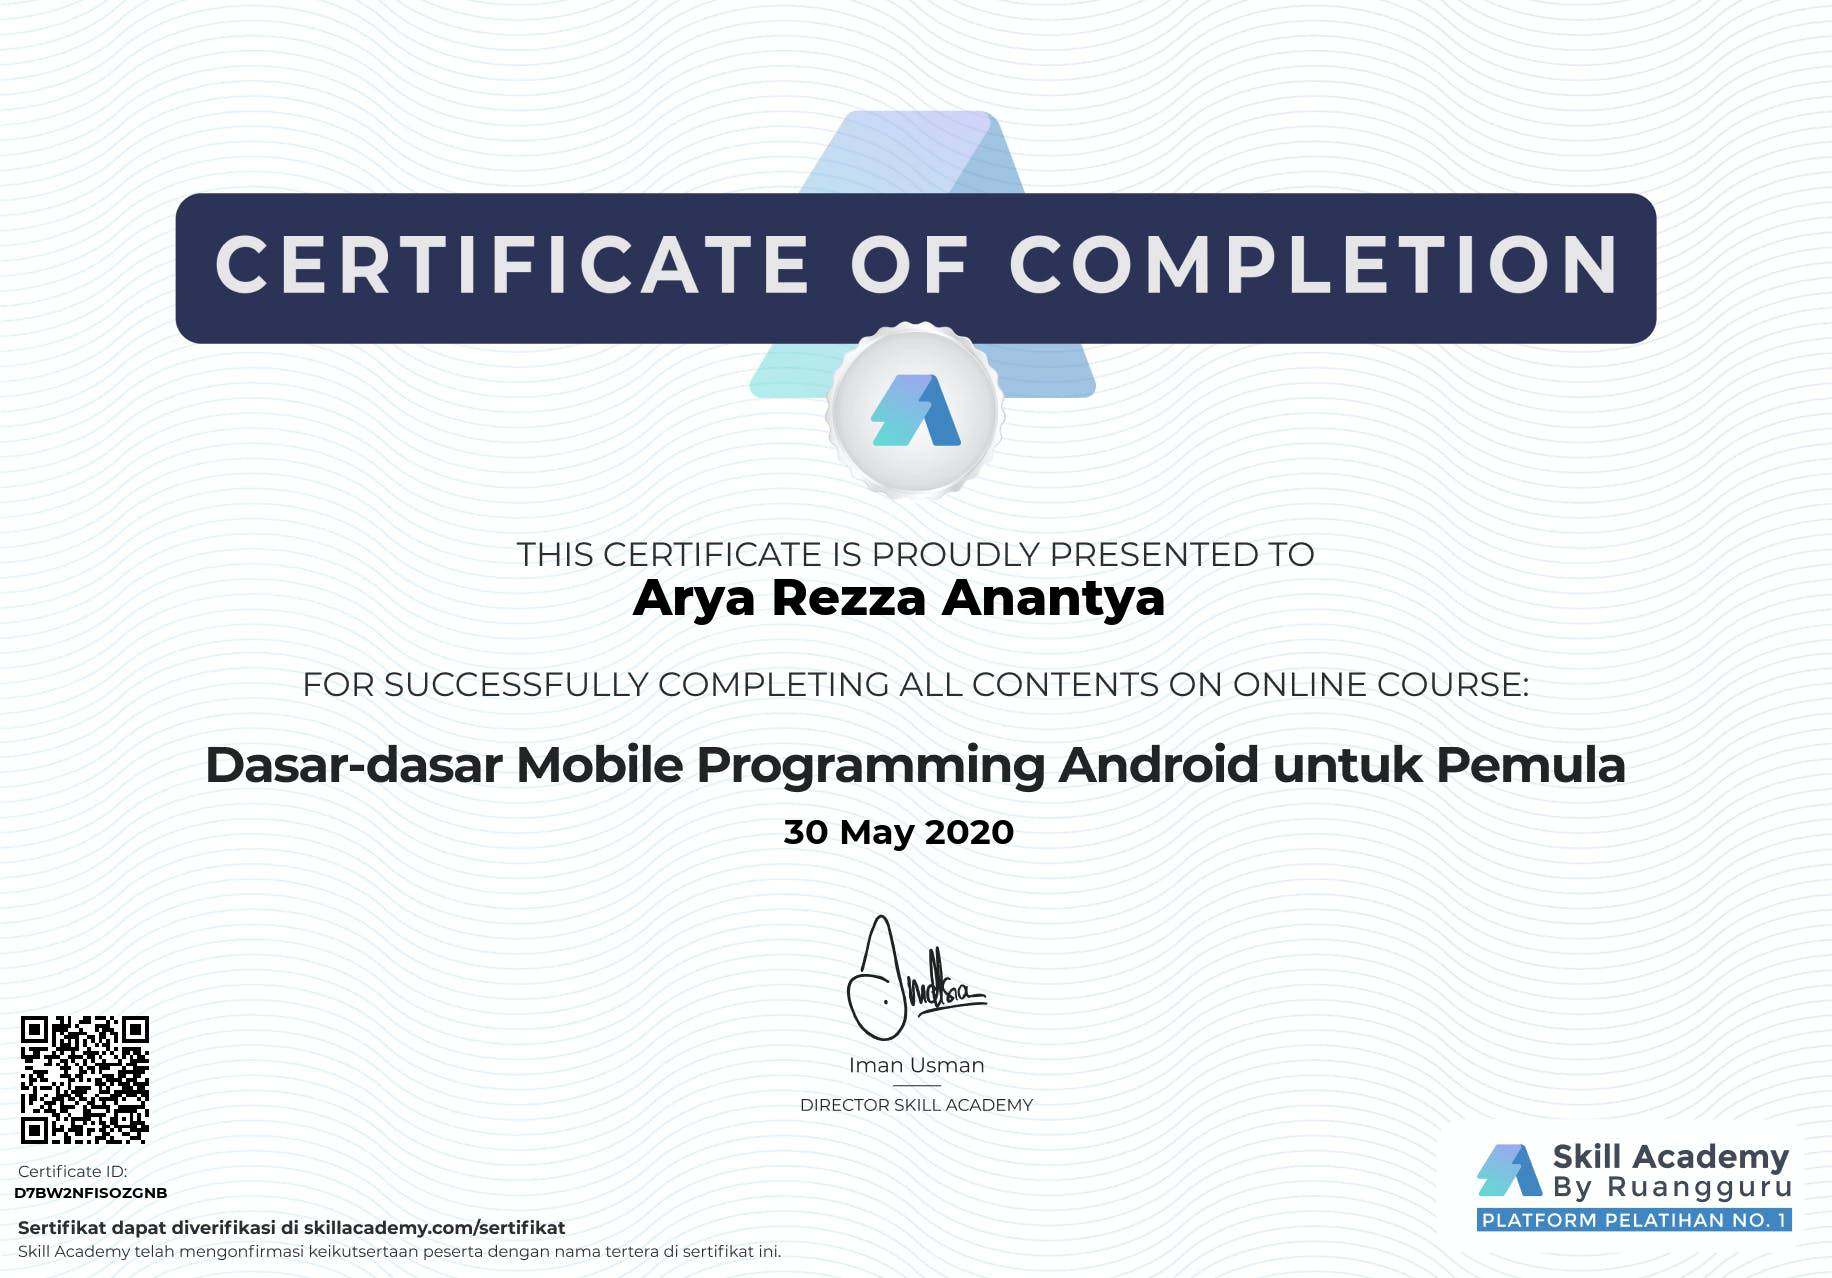 CERTIFICATE OF COMPLETION
THIS CERTIFICATE IS PROUDLY PRESENTED TO
Arya Rezza Anantya
FOR SUCCESSFULLY COMPLETING ALL CONTENTS ON ONLINE COURSE:
Dasar-dasar Mobile Programming Android untuk Pemula
30 May 2020
Iman Usman
DIRECTOR SKILL ACADEMY
Certificate ID:
D7BW2NFISOZGNB
Sertifikat dapat diverifikasi di skillacademy.com/sertifikat
Skill Academy telah mengonfirmasi keikutsertaan peserta dengan nama tertera di sertifikat ini.
Skill Academy
By Ruangguru
PLATFORM PELATIHAN NO. 1